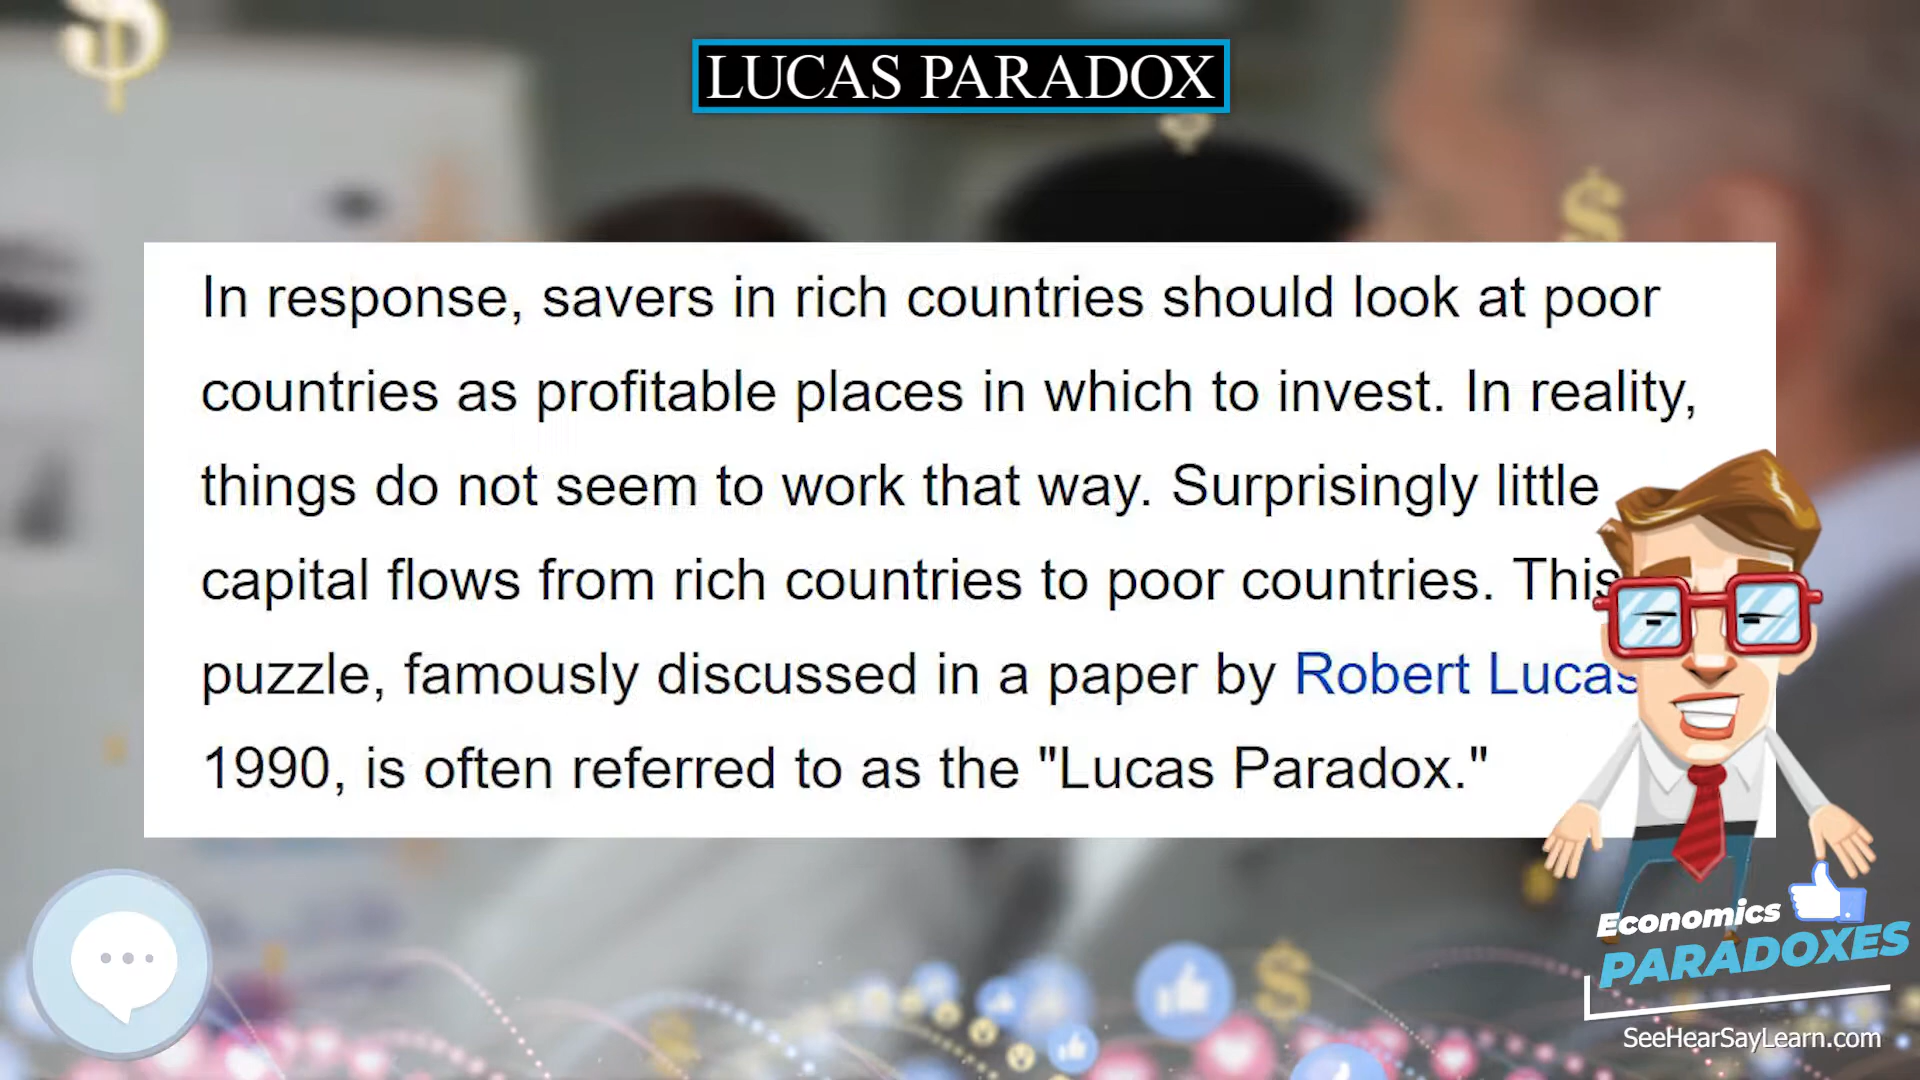 LUCAS PARADOX
In response, savers in rich countries should look at poor
countries as profitable places in which to invest. In reality,
things do not seem to work that way. Surprisingly little
capital flows from rich countries to poor countries. This
puzzle, famously discussed in a paper by Robert Lucas
1990, is often referred to as the "Lucas Paradox."
Economics
PARADOXES
SeeHearSayLearn.com